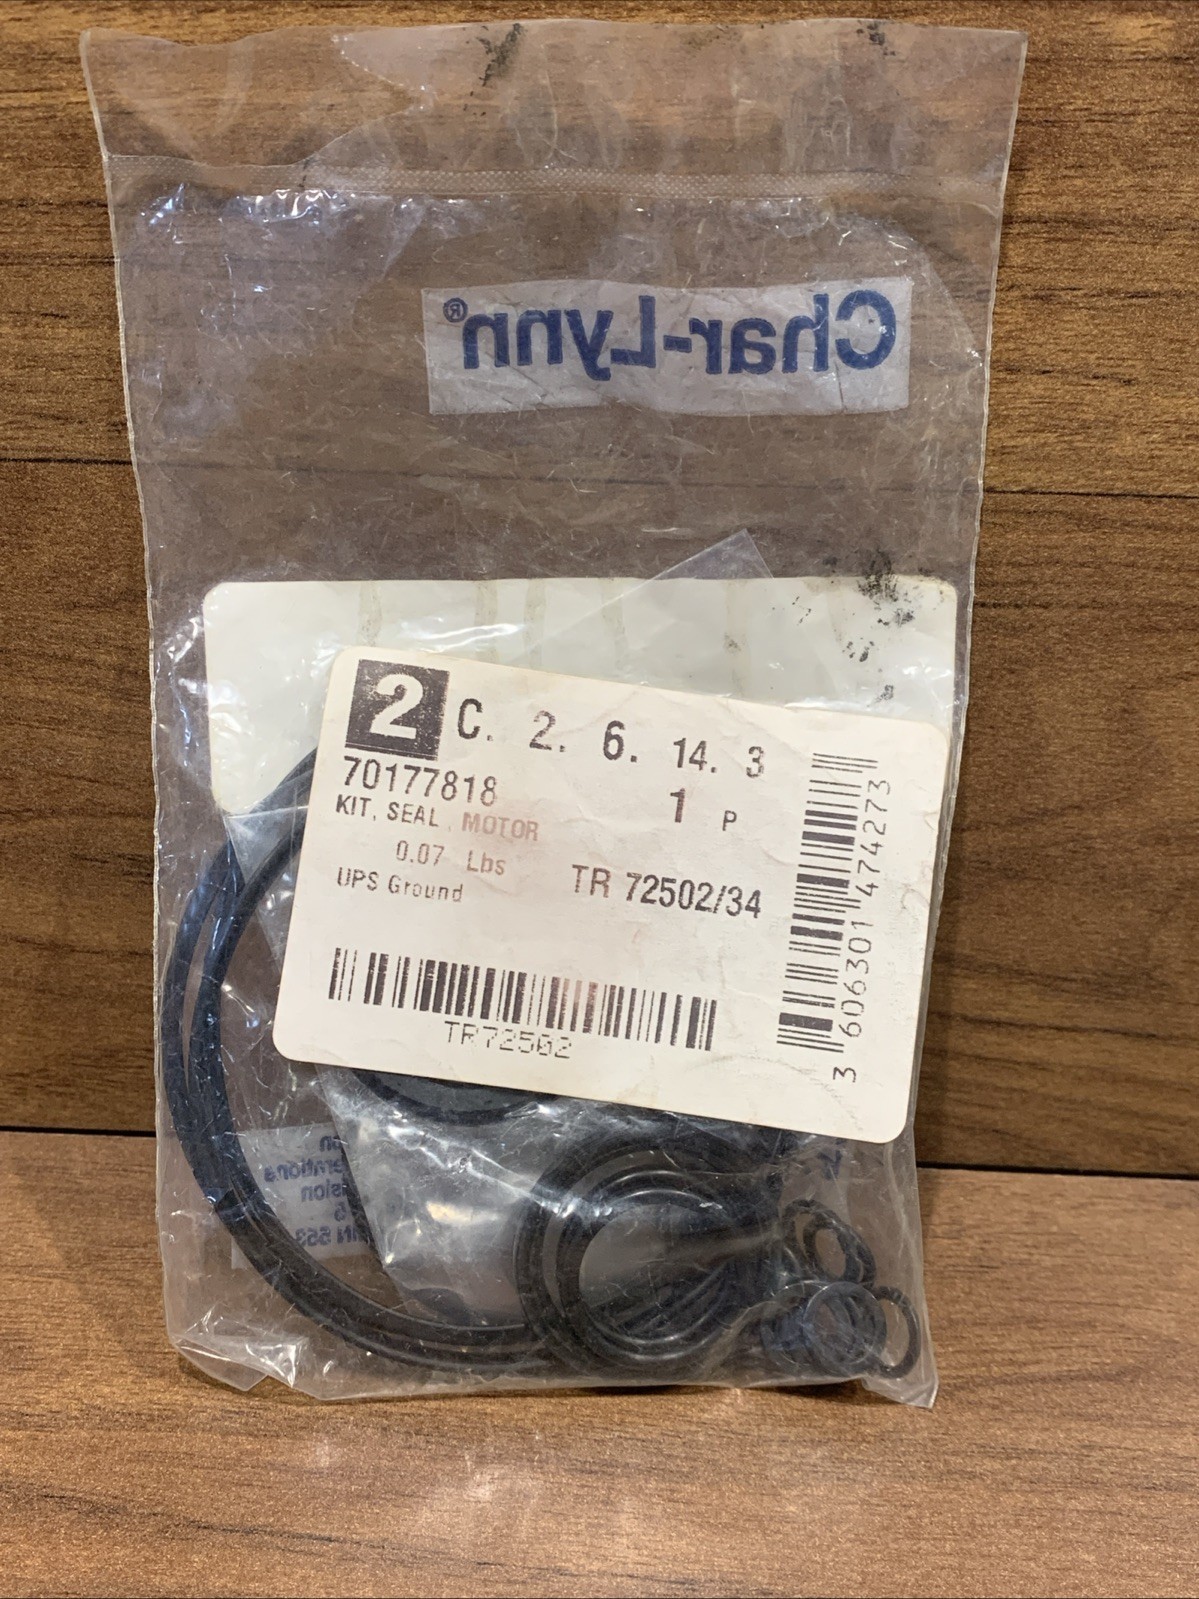 Char-Lynn®
2 C. 2. 6. 14. 3
70177818 1 P
KIT, SEAL, MOTOR
0.07 Lbs
UPS Ground TR 72502/34
TR72502
3 606301 474273